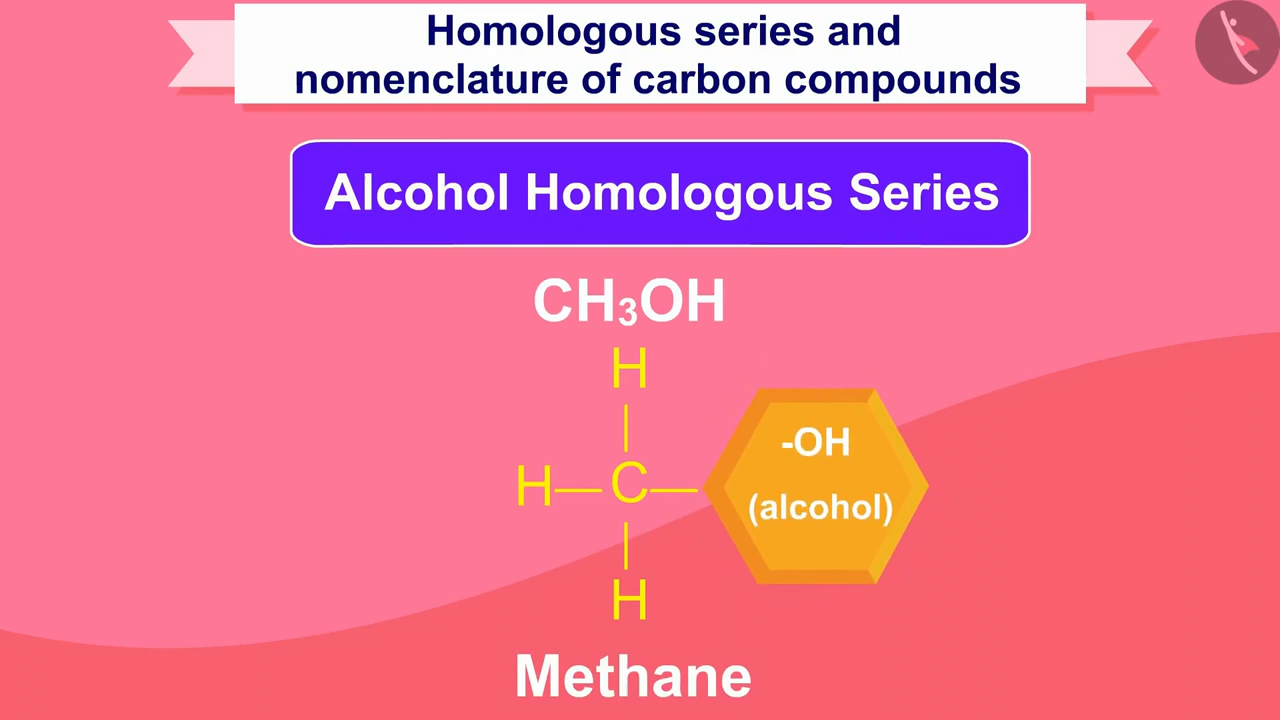 Homologous series and
nomenclature of carbon compounds
Alcohol Homologous Series
CH₃OH
H
-OH
H—C—
(alcohol)
H
Methane